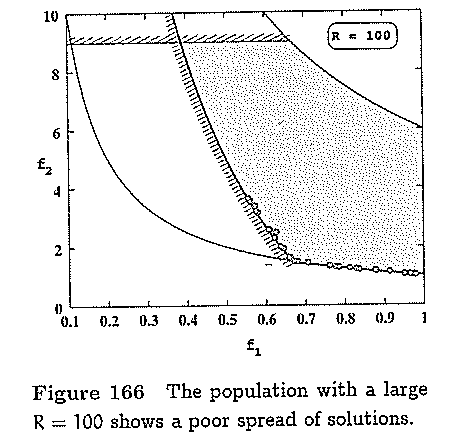 10
R = 100
8
6
f2
4
2
0
0.1 0.2 0.3 0.4 0.5 0.6 0.7 0.8 0.9 1
f1
Figure 166 The population with a large
R = 100 shows a poor spread of solutions.